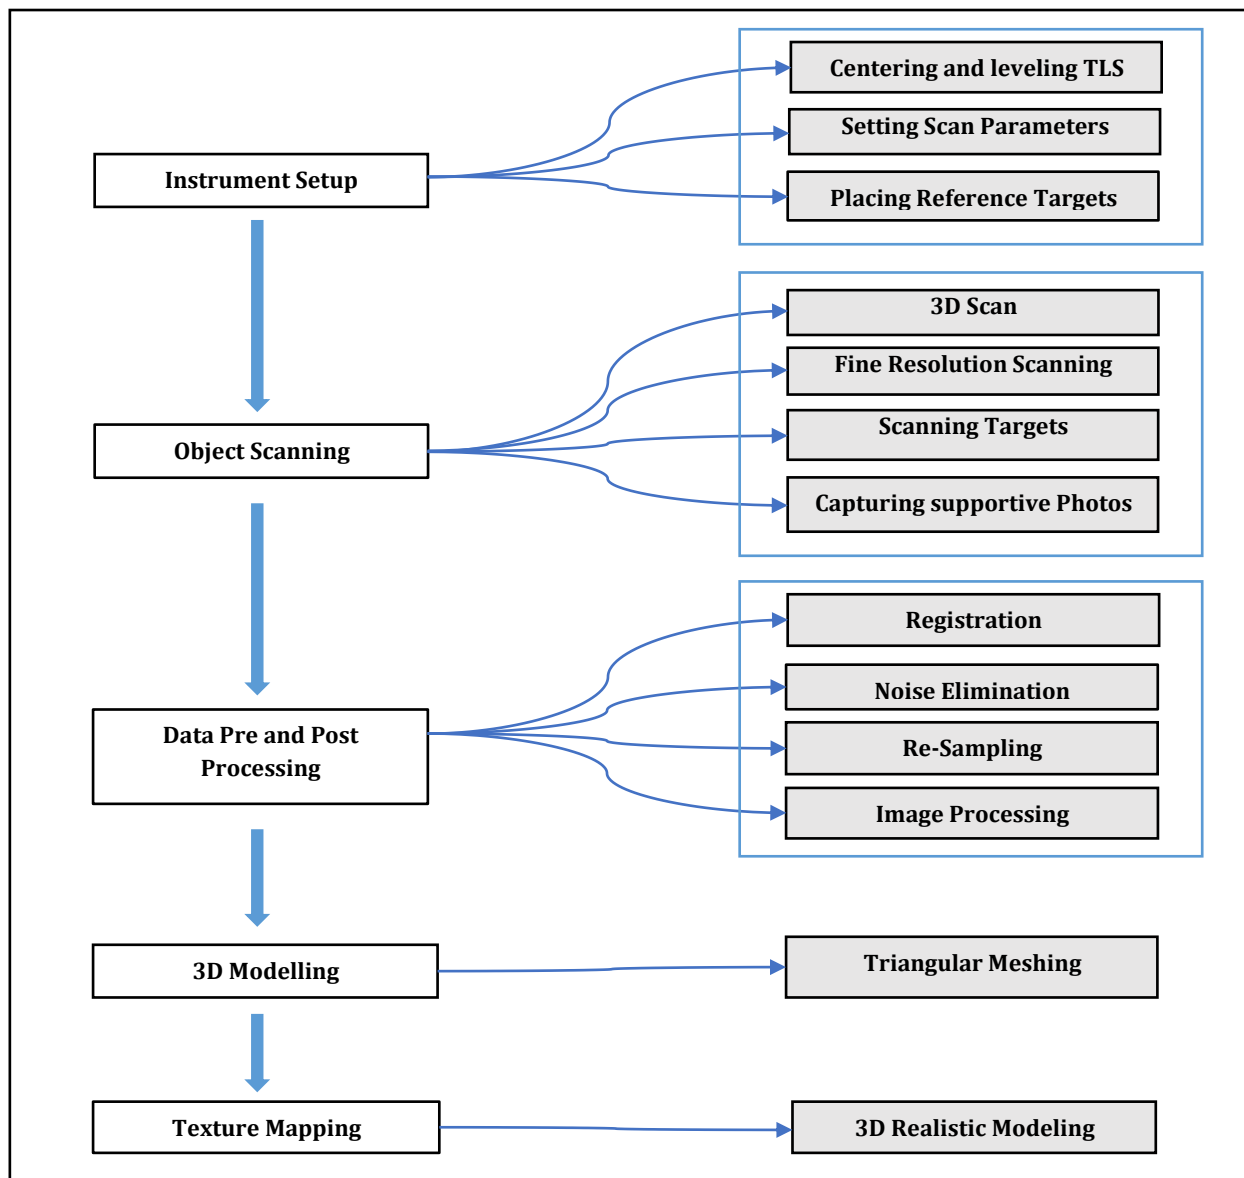 Centering and leveling TLS
Setting Scan Parameters
Instrument Setup
Placing Reference Targets
3D Scan
Fine Resolution Scanning
Object Scanning
Scanning Targets
Capturing supportive Photos
Registration
Noise Elimination
Data Pre and Post
Processing
Re-Sampling
Image Processing
3D Modelling
Triangular Meshing
Texture Mapping
3D Realistic Modeling